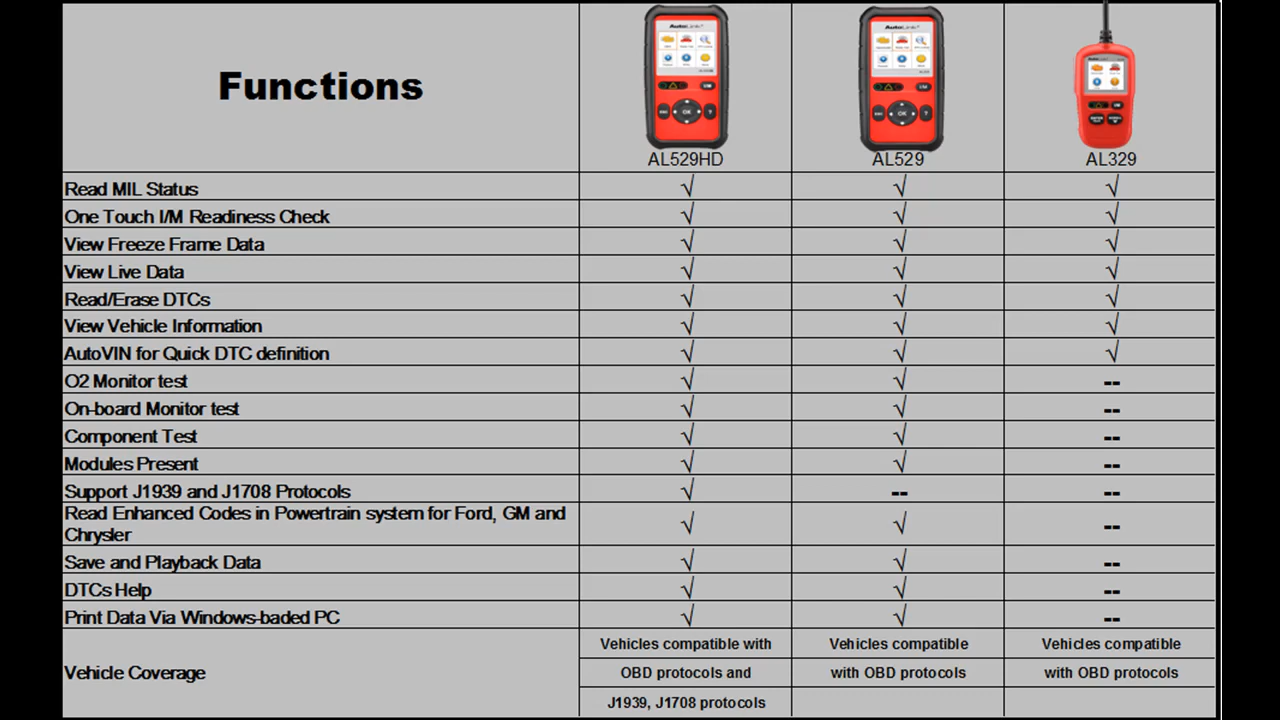 Functions
AutoLink
AL529HD AL529 AL329
Read MIL Status √ √ √
One Touch I/M Readiness Check √ √ √
View Freeze Frame Data √ √ √
View Live Data √ √ √
Read/Erase DTCs √ √ √
View Vehicle Information √ √ √
AutoVIN for Quick DTC definition √ √ √
O2 Monitor test √ √ --
On-board Monitor test √ √ --
Component Test √ √ --
Modules Present √ √ --
Support J1939 and J1708 Protocols √ -- --
Read Enhanced Codes in Powertrain system for Ford, GM and
Chrysler √ √ --
Save and Playback Data √ √ --
DTCs Help √ √ --
Print Data Via Windows-baded PC √ √ --
Vehicle Coverage
Vehicles compatible with
OBD protocols and
J1939, J1708 protocols
Vehicles compatible
with OBD protocols
Vehicles compatible
with OBD protocols